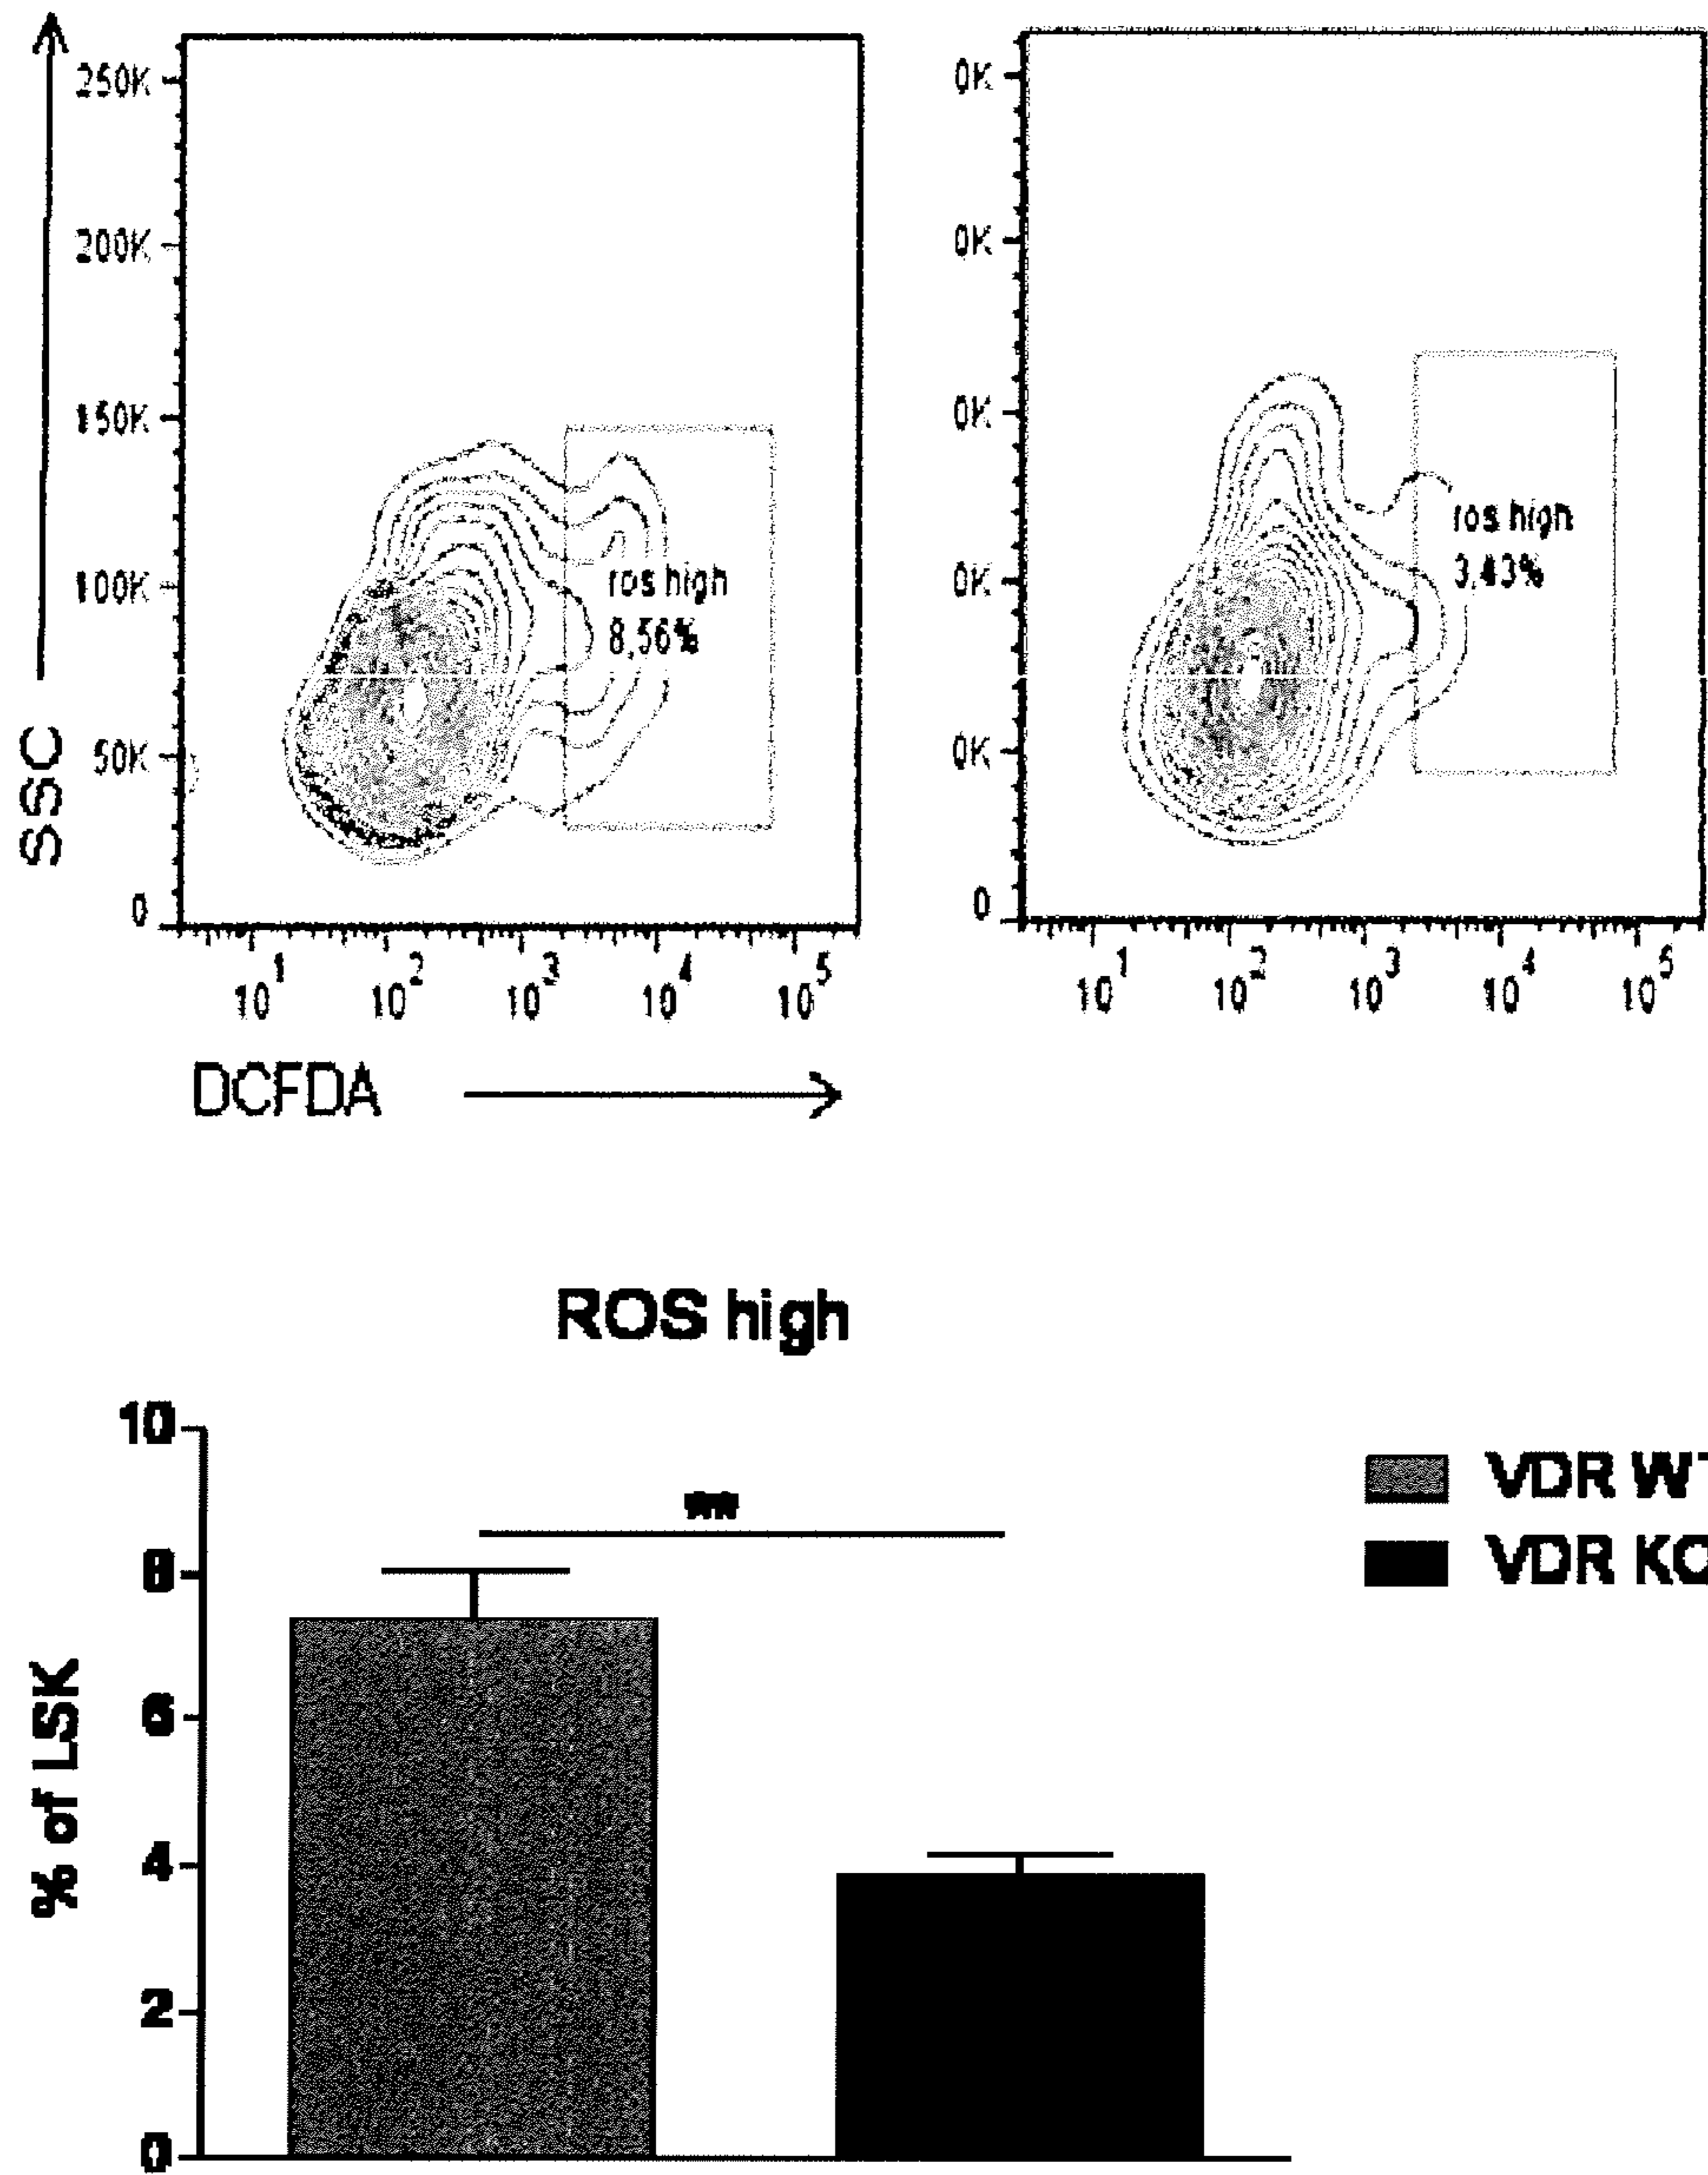 250K
200K
150K
100K
50K
0
SSC
ros high
8,56%
10^1 10^2 10^3 10^4 10^5
DCFDA
0K
0K
0K
0K
0K
0
ros high
3,43%
10^1 10^2 10^3 10^4 10^5
ROS high
10
8
6
4
2
0
% of LSK
**
VDR WT
VDR KO